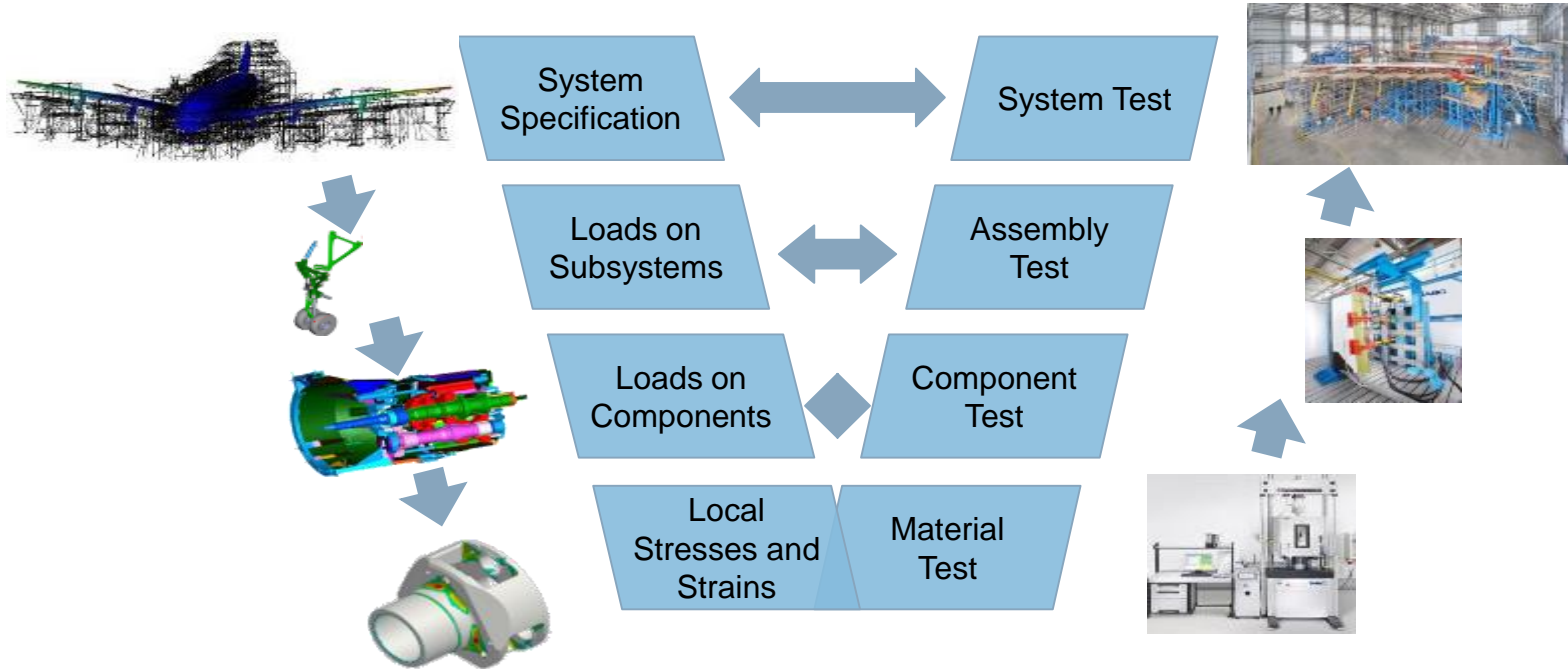 System
Specification
System Test
Loads on
Subsystems
Assembly
Test
Loads on
Components
Component
Test
Local
Stresses and
Strains
Material
Test